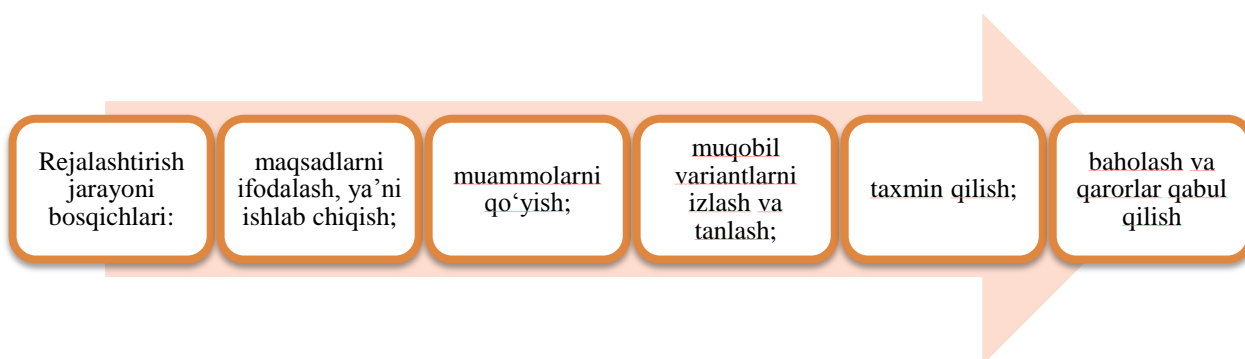 Rejalashtirish
jarayoni
bosqichlari:
maqsadlarni
ifodalash, ya’ni
ishlab chiqish;
muammolarni
qo‘yish;
muqobil
variantlarni
izlash va
tanlash;
taxmin qilish;
baholash va
qarorlar qabul
qilish